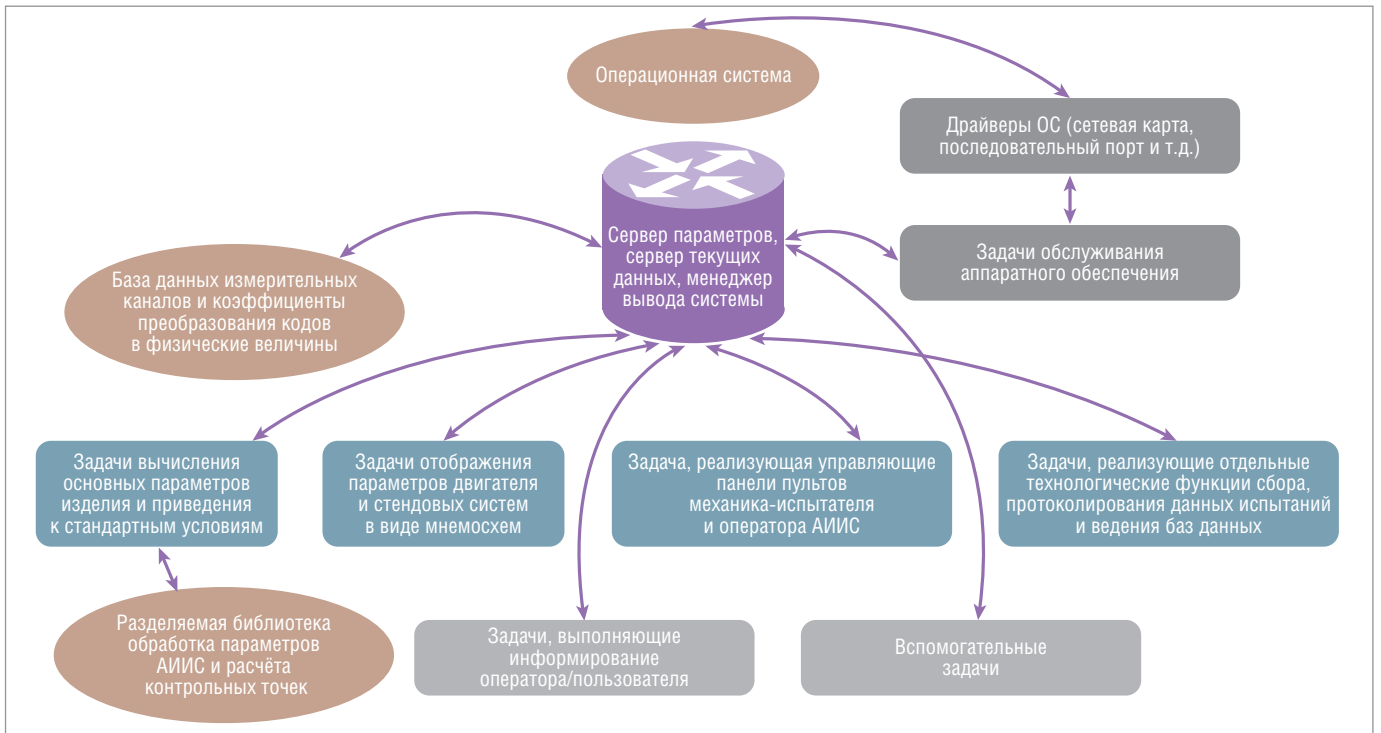 Операционная система
Драйверы ОС (сетевая карта,
последовательный порт и т.д.)
Сервер параметров,
сервер текущих
данных, менеджер
вывода системы
Задачи обслуживания
аппаратного обеспечения
База данных измерительных
каналов и коэффициенты
преобразования кодов
в физические величины
Задачи вычисления
основных параметров
изделия и приведения
к стандартным условиям
Задачи отображения
параметров двигателя
и стендовых систем
в виде мнемосхем
Задача, реализующая управляющие
панели пультов
механика-испытателя
и оператора АИИС
Задачи, реализующие отдельные
технологические функции сбора,
протоколирования данных испытаний
и ведения баз данных
Разделяемая библиотека
обработка параметров
АИИС и расчёта
контрольных точек
Задачи, выполняющие
информирование
оператора/пользователя
Вспомогательные
задачи